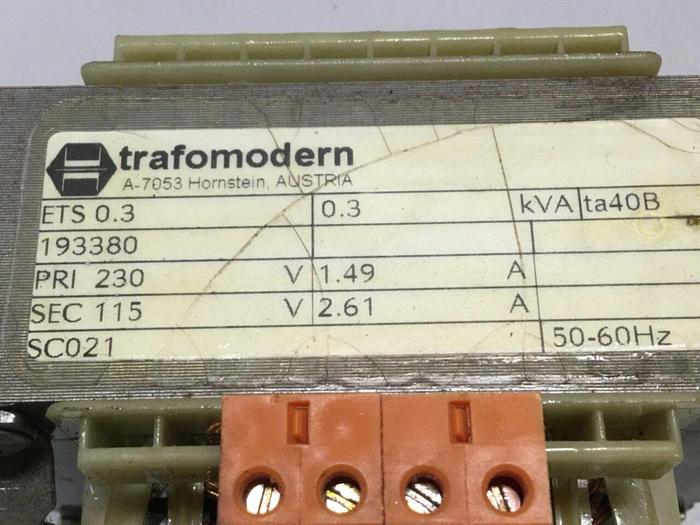 trafomodern
A-7053 Hornstein, AUSTRIA
ETS 0.3 0.3 kVA ta40B
193380
PRI 230 V 1.49 A
SEC 115 V 2.61 A
SC021 50-60Hz